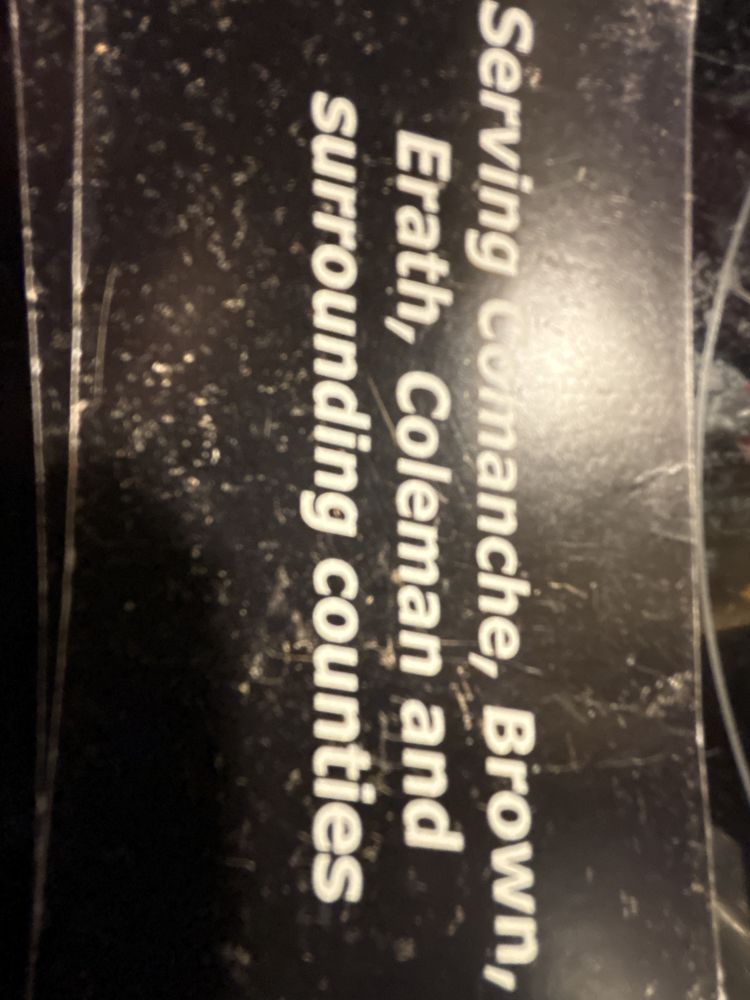 Serving Comanche, Brown,
Erath, Coleman and
surrounding counties